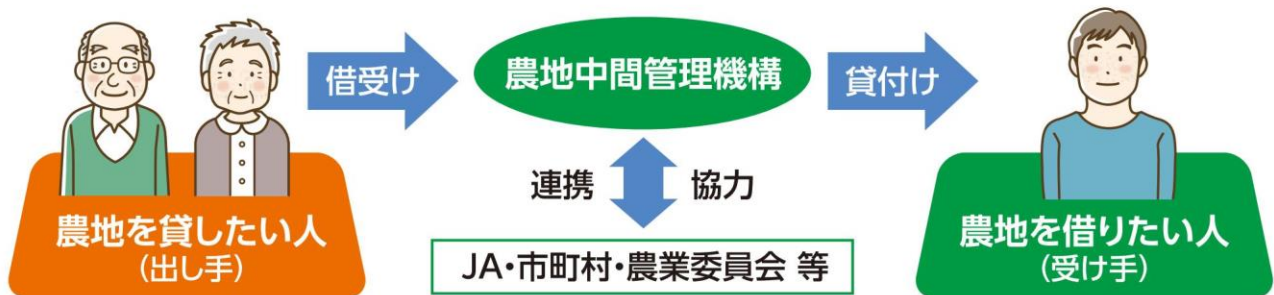 借受け
農地中間管理機構
貸付け
連携
協力
農地を貸したい人
(出し手)
JA・市町村・農業委員会 等
農地を借りたい人
(受け手)